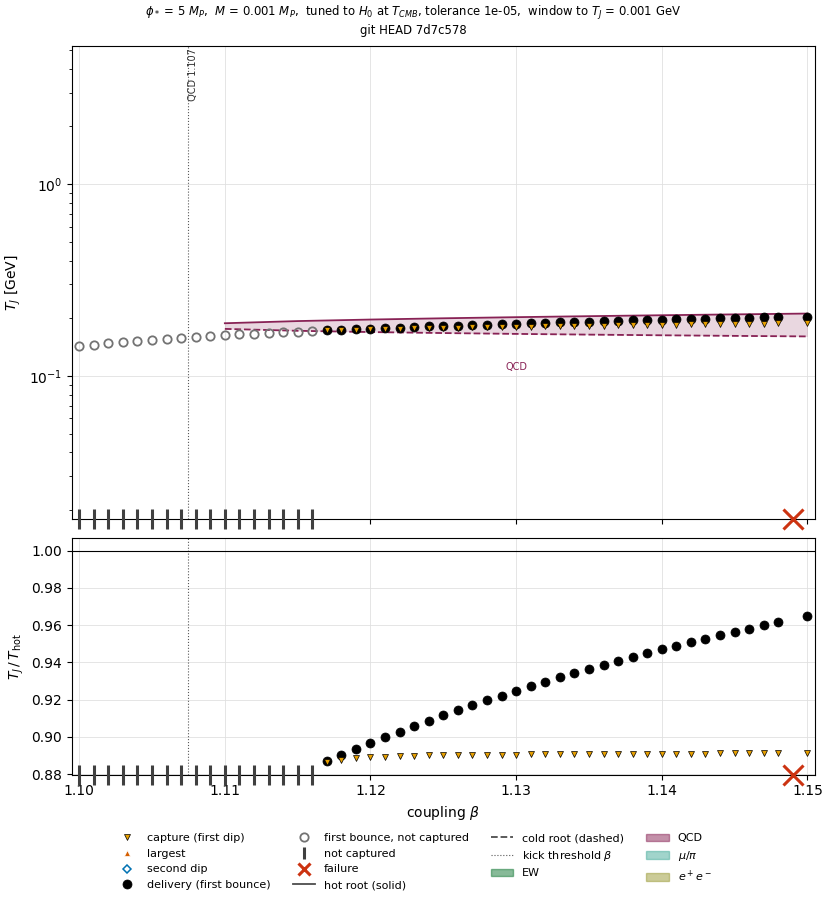 ϕ* = 5 M_P, M = 0.001 M_P, tuned to H_0 at T_CMB, tolerance 1e-05, window to T_J = 0.001 GeV
git HEAD 7d7c578
QCD 1.107
10^0
10^-1
T_J [GeV]
QCD
1.00
0.98
0.96
0.94
0.92
0.90
0.88
T_J / T_hot
1.10 1.11 1.12 1.13 1.14 1.15
coupling β
capture (first dip)
largest
second dip
delivery (first bounce)
first bounce, not captured
not captured
failure
hot root (solid)
cold root (dashed)
kick threshold β
EW
QCD
μ/π
e^+e^-